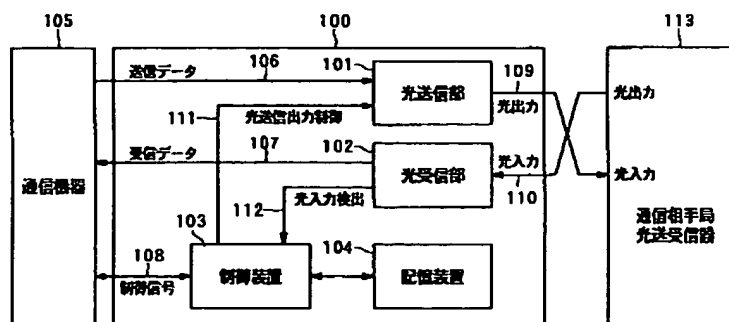 105
100
113
送信データ
106
101
光送信部
109
光出力
光出力
111
光送信出力制御
受信データ
107
102
光受信部
光入力
110
光入力
通信機器
112
光入力検出
通信相手局
光送受信器
103
制御装置
104
記憶装置
108
制御信号